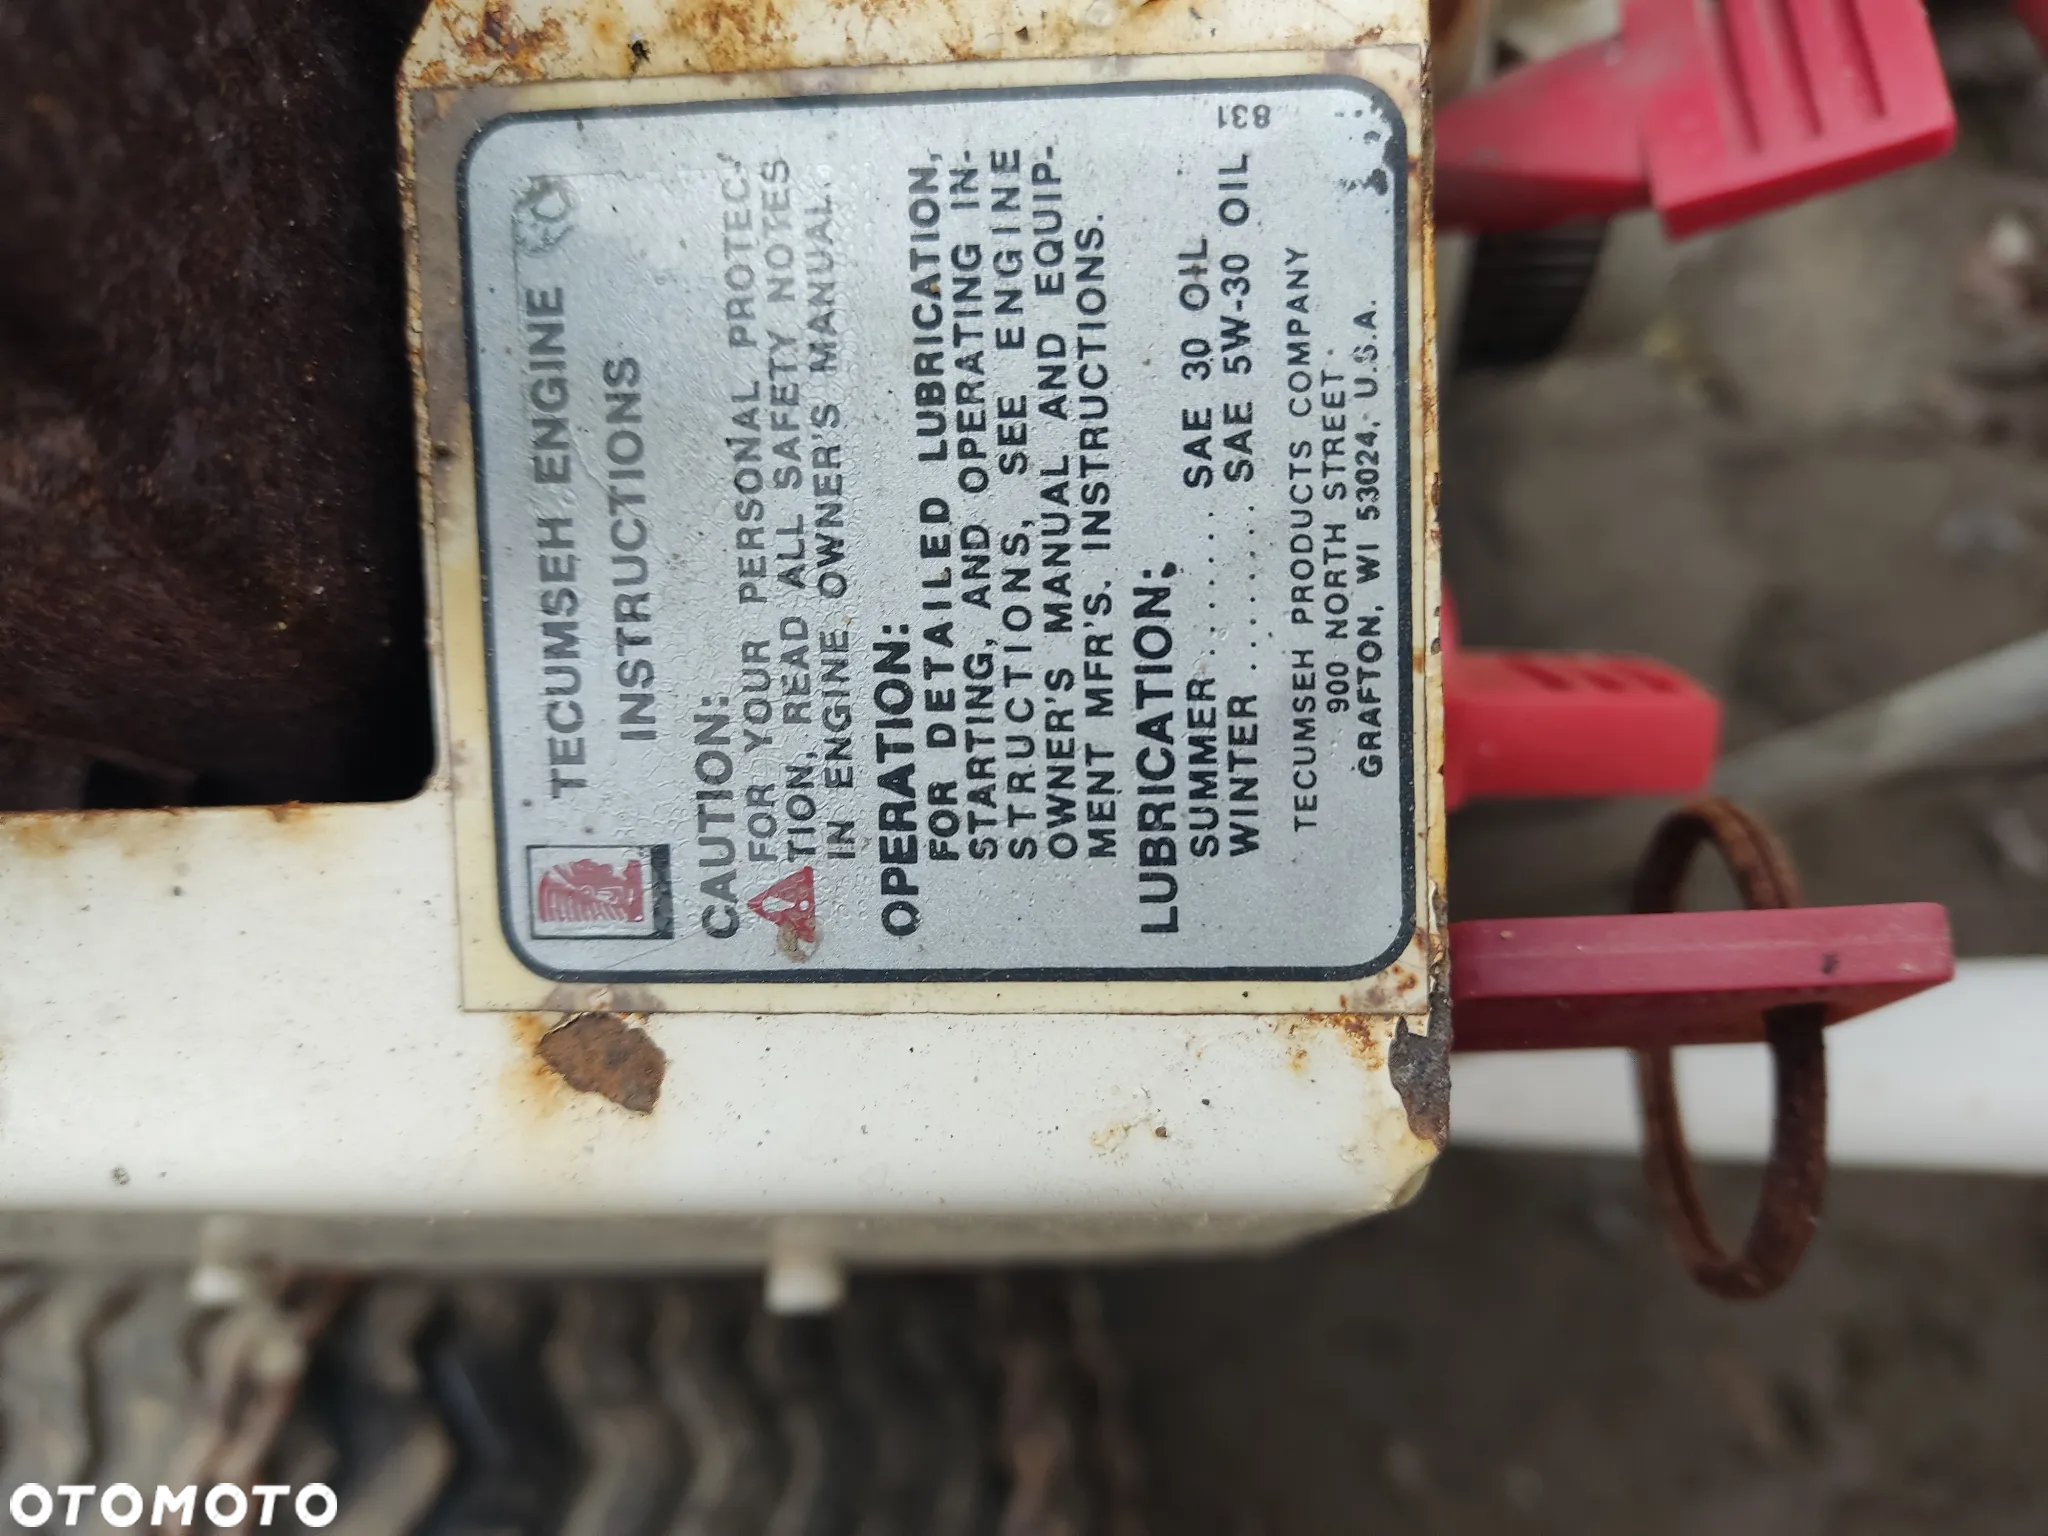 TECUMSEH ENGINE
INSTRUCTIONS
CAUTION:
FOR YOUR PERSONAL PROTEC-
TION, READ ALL SAFETY NOTES
IN ENGINE OWNER'S MANUAL.
OPERATION:
FOR DETAILED LUBRICATION,
STARTING, AND OPERATING IN-
STRUCTIONS, SEE ENGINE
OWNER'S MANUAL AND EQUIP-
MENT MFR'S. INSTRUCTIONS.
LUBRICATION:
SUMMER....... SAE 30 OIL
WINTER ....... SAE 5W-30 OIL
831
TECUMSEH PRODUCTS COMPANY
900 NORTH STREET
GRAFTON, WI 53024, U.S.A.
OTOMOTO